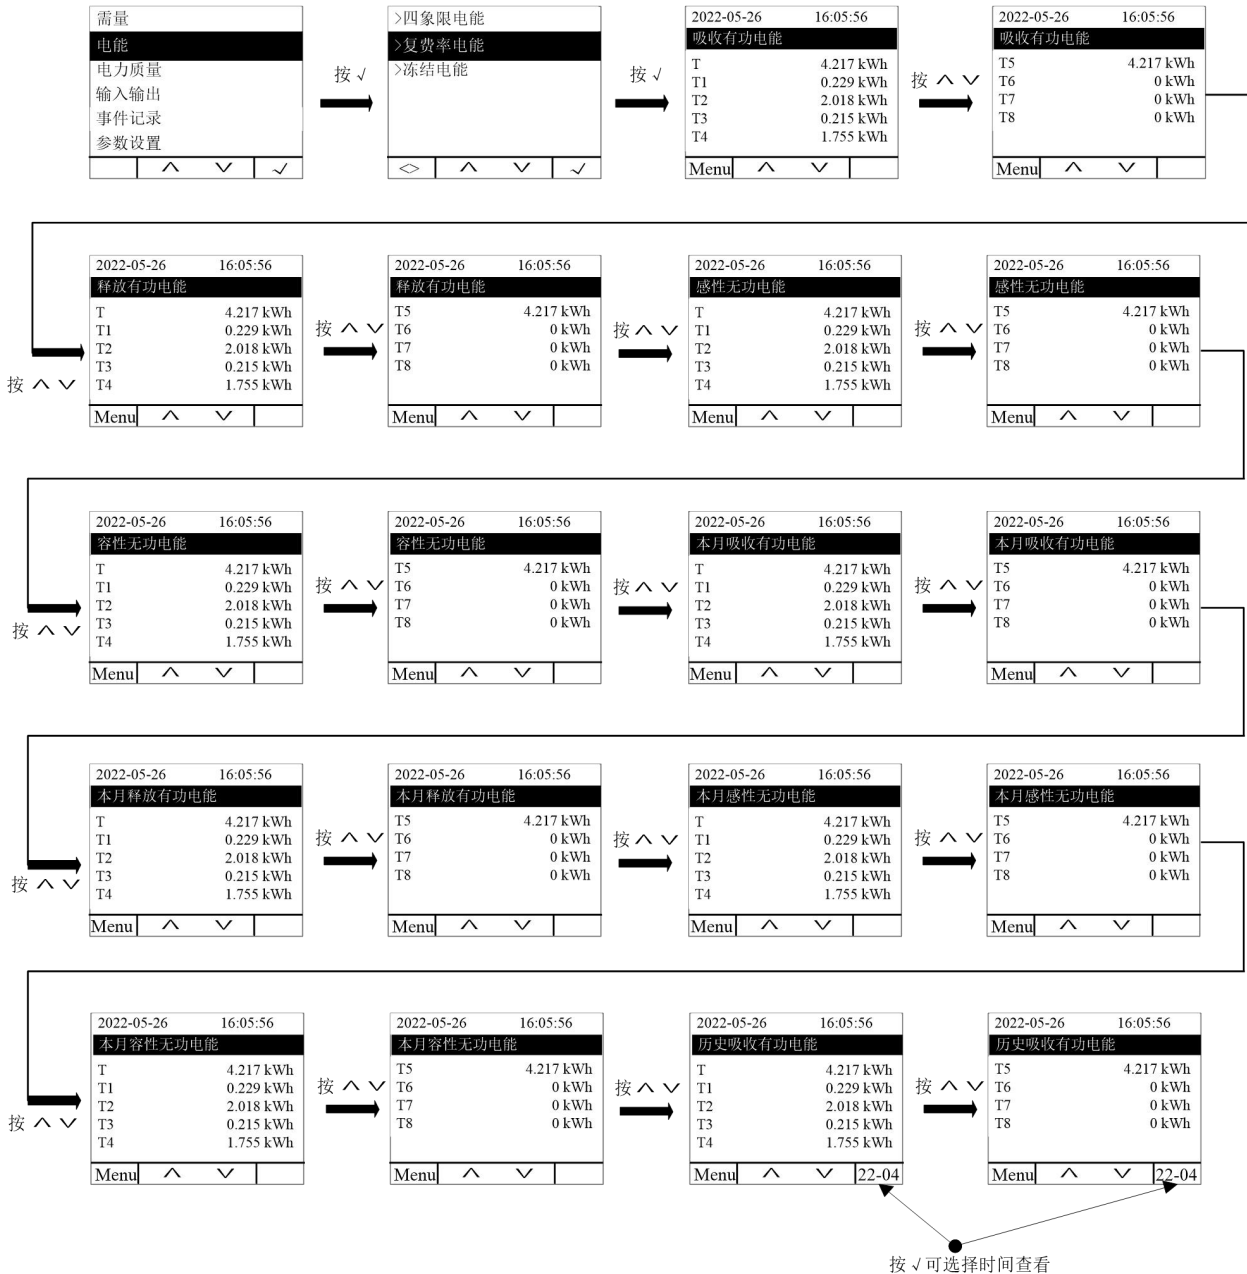 需量
电能
电力质量
输入输出
事件记录
参数设置
∧ ∨ √
按 √
>四象限电能
>复费率电能
>冻结电能
<> ∧ ∨ √
按 √
2022-05-26 16:05:56
吸收有功电能
T 4.217 kWh
T1 0.229 kWh
T2 2.018 kWh
T3 0.215 kWh
T4 1.755 kWh
Menu ∧ ∨
按 ∧ ∨
2022-05-26 16:05:56
吸收有功电能
T5 4.217 kWh
T6 0 kWh
T7 0 kWh
T8 0 kWh
Menu ∧ ∨
按 ∧ ∨
2022-05-26 16:05:56
释放有功电能
T 4.217 kWh
T1 0.229 kWh
T2 2.018 kWh
T3 0.215 kWh
T4 1.755 kWh
Menu ∧ ∨
按 ∧ ∨
2022-05-26 16:05:56
释放有功电能
T5 4.217 kWh
T6 0 kWh
T7 0 kWh
T8 0 kWh
Menu ∧ ∨
按 ∧ ∨
2022-05-26 16:05:56
感性无功电能
T 4.217 kWh
T1 0.229 kWh
T2 2.018 kWh
T3 0.215 kWh
T4 1.755 kWh
Menu ∧ ∨
按 ∧ ∨
2022-05-26 16:05:56
感性无功电能
T5 4.217 kWh
T6 0 kWh
T7 0 kWh
T8 0 kWh
Menu ∧ ∨
按 ∧ ∨
2022-05-26 16:05:56
容性无功电能
T 4.217 kWh
T1 0.229 kWh
T2 2.018 kWh
T3 0.215 kWh
T4 1.755 kWh
Menu ∧ ∨
按 ∧ ∨
2022-05-26 16:05:56
容性无功电能
T5 4.217 kWh
T6 0 kWh
T7 0 kWh
T8 0 kWh
Menu ∧ ∨
按 ∧ ∨
2022-05-26 16:05:56
本月吸收有功电能
T 4.217 kWh
T1 0.229 kWh
T2 2.018 kWh
T3 0.215 kWh
T4 1.755 kWh
Menu ∧ ∨
按 ∧ ∨
2022-05-26 16:05:56
本月吸收有功电能
T5 4.217 kWh
T6 0 kWh
T7 0 kWh
T8 0 kWh
Menu ∧ ∨
按 ∧ ∨
2022-05-26 16:05:56
本月释放有功电能
T 4.217 kWh
T1 0.229 kWh
T2 2.018 kWh
T3 0.215 kWh
T4 1.755 kWh
Menu ∧ ∨
按 ∧ ∨
2022-05-26 16:05:56
本月释放有功电能
T5 4.217 kWh
T6 0 kWh
T7 0 kWh
T8 0 kWh
Menu ∧ ∨
按 ∧ ∨
2022-05-26 16:05:56
本月感性无功电能
T 4.217 kWh
T1 0.229 kWh
T2 2.018 kWh
T3 0.215 kWh
T4 1.755 kWh
Menu ∧ ∨
按 ∧ ∨
2022-05-26 16:05:56
本月感性无功电能
T5 4.217 kWh
T6 0 kWh
T7 0 kWh
T8 0 kWh
Menu ∧ ∨
按 ∧ ∨
2022-05-26 16:05:56
本月容性无功电能
T 4.217 kWh
T1 0.229 kWh
T2 2.018 kWh
T3 0.215 kWh
T4 1.755 kWh
Menu ∧ ∨
按 ∧ ∨
2022-05-26 16:05:56
本月容性无功电能
T5 4.217 kWh
T6 0 kWh
T7 0 kWh
T8 0 kWh
Menu ∧ ∨
按 ∧ ∨
2022-05-26 16:05:56
历史吸收有功电能
T 4.217 kWh
T1 0.229 kWh
T2 2.018 kWh
T3 0.215 kWh
T4 1.755 kWh
Menu ∧ ∨ 22-04
按 ∧ ∨
2022-05-26 16:05:56
历史吸收有功电能
T5 4.217 kWh
T6 0 kWh
T7 0 kWh
T8 0 kWh
Menu ∧ ∨ 22-04
按 √ 可选择时间查看